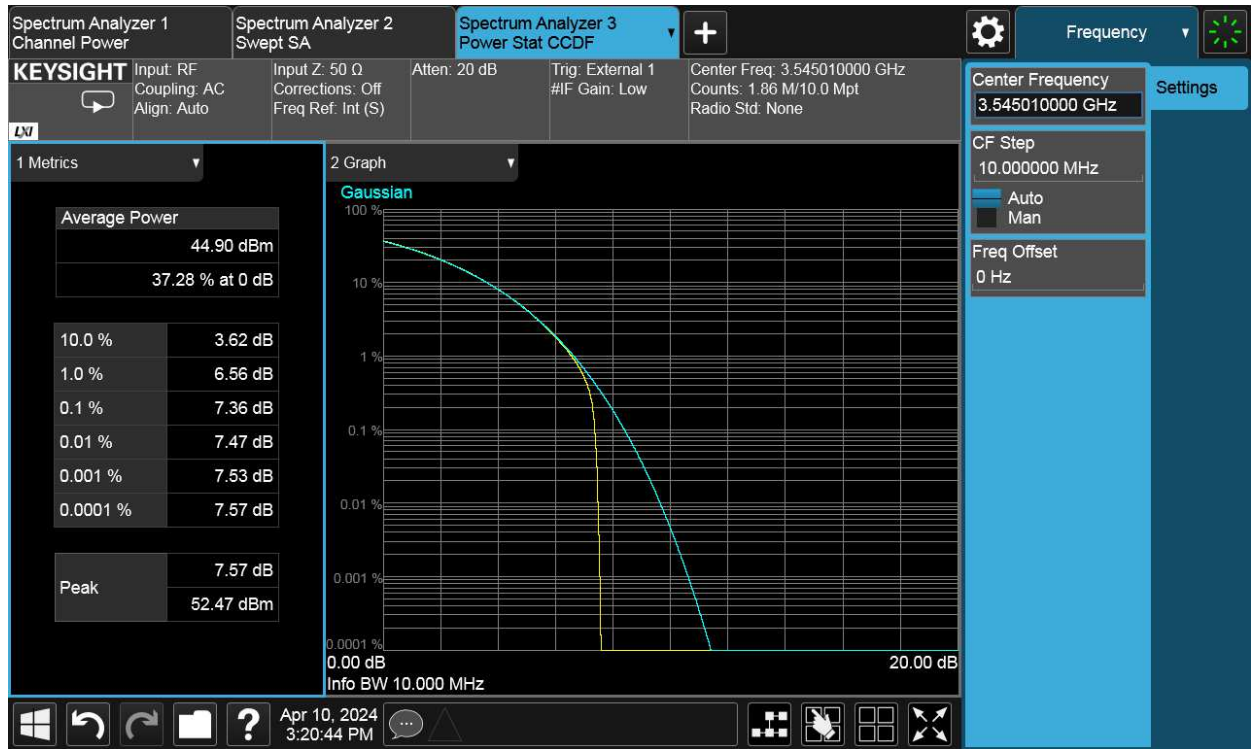 Spectrum Analyzer 1
Channel Power
Spectrum Analyzer 2
Swept SA
Spectrum Analyzer 3
Power Stat CCDF
Frequency
KEYSIGHT
LXI
Input: RF
Coupling: AC
Align: Auto
Input Z: 50 Ω
Corrections: Off
Freq Ref: Int (S)
Atten: 20 dB
Trig: External 1
#IF Gain: Low
Center Freq: 3.545010000 GHz
Counts: 1.86 M/10.0 Mpt
Radio Std: None
Center Frequency
3.545010000 GHz
Settings
CF Step
10.000000 MHz
Auto
Man
Freq Offset
0 Hz
1 Metrics
Average Power
44.90 dBm
37.28 % at 0 dB
10.0 % 3.62 dB
1.0 % 6.56 dB
0.1 % 7.36 dB
0.01 % 7.47 dB
0.001 % 7.53 dB
0.0001 % 7.57 dB
Peak
7.57 dB
52.47 dBm
2 Graph
Gaussian
100 %
10 %
1 %
0.1 %
0.01 %
0.001 %
0.0001 %
0.00 dB 20.00 dB
Info BW 10.000 MHz
?
Apr 10, 2024
3:20:44 PM